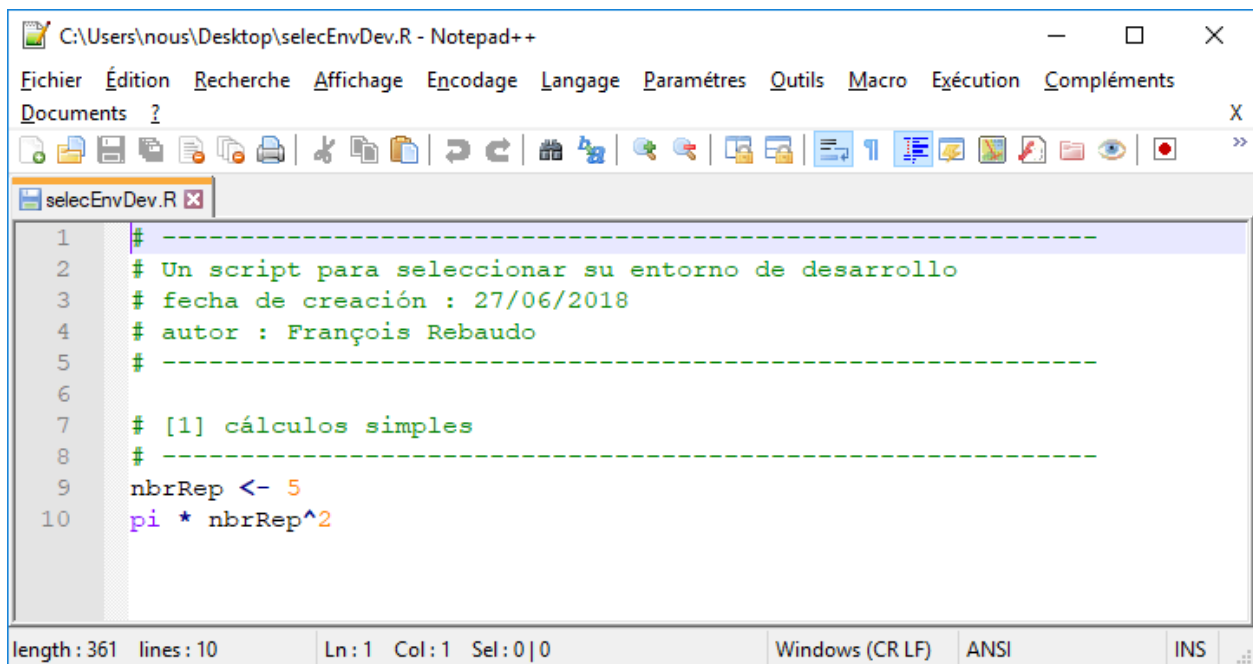 C:\Users\nous\Desktop\selecEnvDev.R - Notepad++
Fichier Édition Recherche Affichage Encodage Langage Paramétres Outils Macro Exécution Compléments
Documents ? X
selecEnvDev.R
1 # ------------------------------------------------------------
2 # Un script para seleccionar su entorno de desarrollo
3 # fecha de creación : 27/06/2018
4 # autor : François Rebaudo
5 # ------------------------------------------------------------
6
7 # [1] cálculos simples
8 # ------------------------------------------------------------
9 nbrRep <- 5
10 pi * nbrRep^2
length : 361 lines : 10 Ln : 1 Col : 1 Sel : 0 | 0 Windows (CR LF) ANSI INS